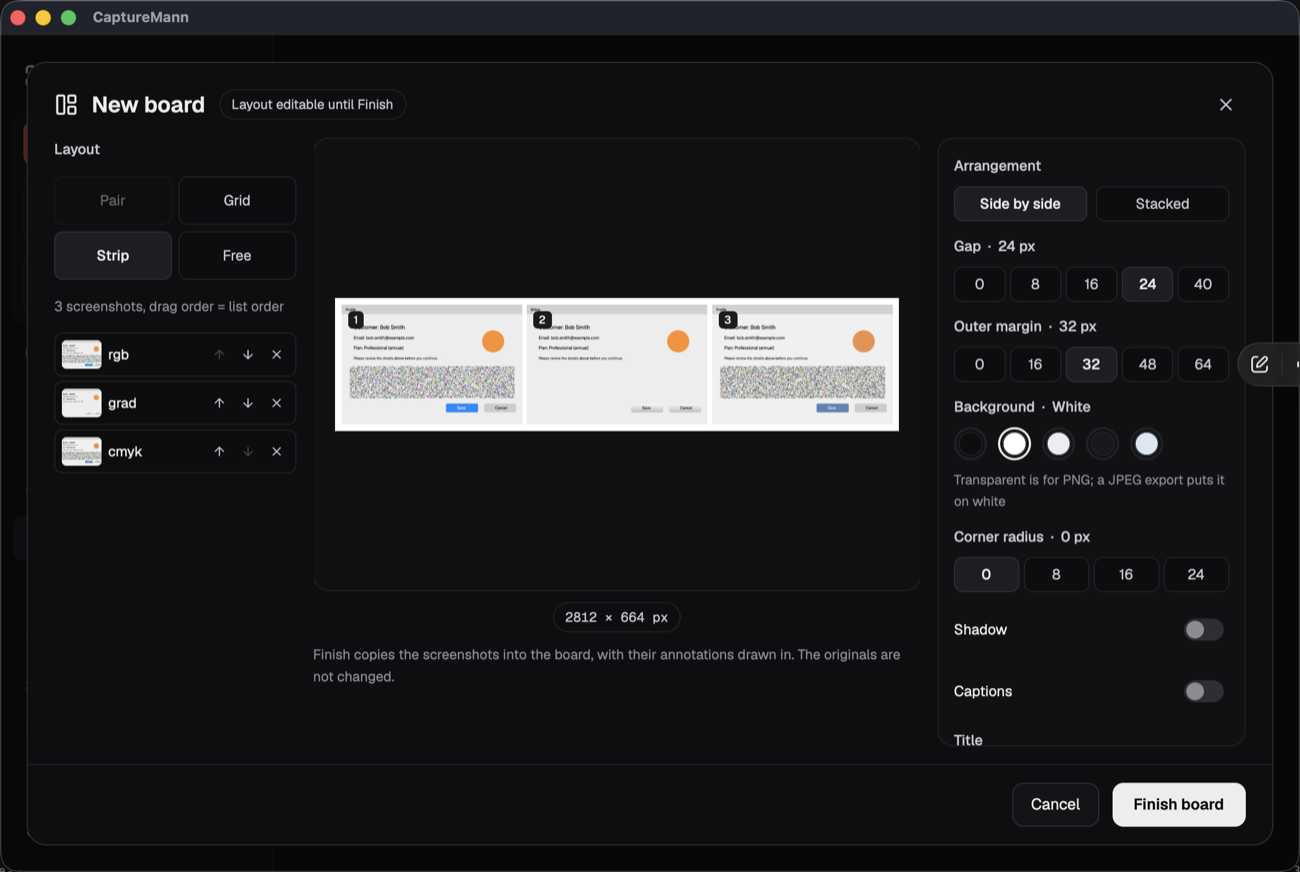 CaptureMann
New board
Layout editable until Finish
Layout
Pair
Grid
Strip
Free
3 screenshots, drag order = list order
rgb
grad
cmyk
1
Customer: Bob Smith
Email: bob.smith@example.com
Plan: Professional (annual)
Please review the details above before you continue.
Save
Cancel
2
Customer: Bob Smith
Email: bob.smith@example.com
Plan: Professional (annual)
Please review the details above before you continue.
Save
Cancel
3
Customer: Bob Smith
Email: bob.smith@example.com
Plan: Professional (annual)
Please review the details above before you continue.
Save
Cancel
2812 × 664 px
Finish copies the screenshots into the board, with their annotations drawn in. The originals are
not changed.
Arrangement
Side by side
Stacked
Gap · 24 px
0 8 16 24 40
Outer margin · 32 px
0 16 32 48 64
Background · White
Transparent is for PNG; a JPEG export puts it
on white
Corner radius · 0 px
0 8 16 24
Shadow
Captions
Title
Cancel
Finish board